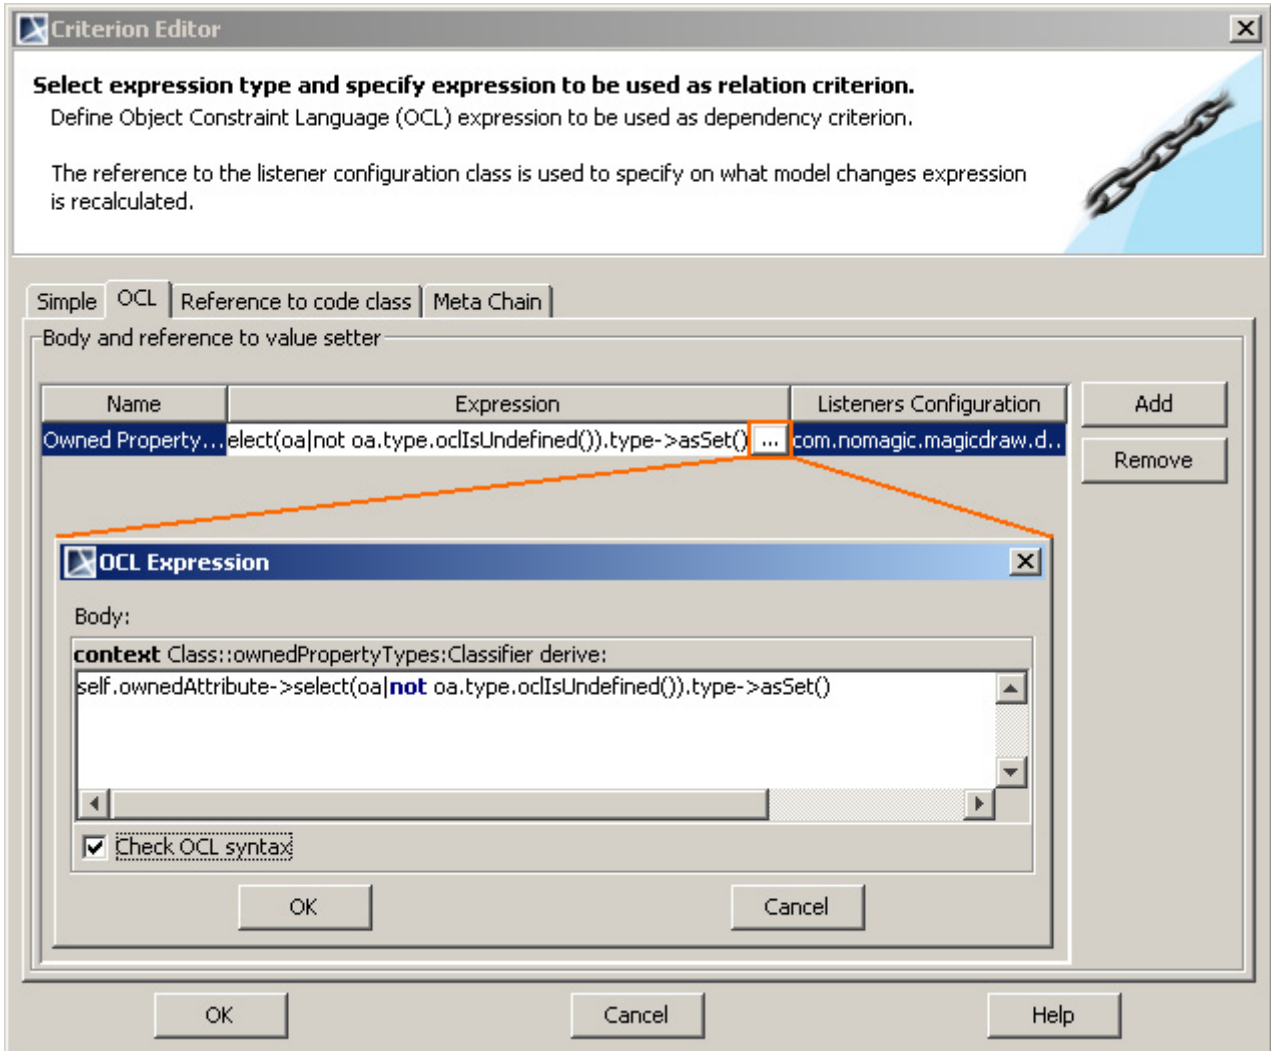 Criterion Editor
Select expression type and specify expression to be used as relation criterion.
Define Object Constraint Language (OCL) expression to be used as dependency criterion.
The reference to the listener configuration class is used to specify on what model changes expression
is recalculated.
Simple OCL Reference to code class Meta Chain
Body and reference to value setter
Name Expression Listeners Configuration Add
Owned Property... elect(oa|not oa.type.oclIsUndefined()).type->asSet() ... com.nomagic.magicdraw.d..
Remove
OCL Expression
Body:
context Class::ownedPropertyTypes:Classifier derive:
self.ownedAttribute->select(oa|not oa.type.oclIsUndefined()).type->asSet()
Check OCL syntax
OK Cancel
OK Cancel Help